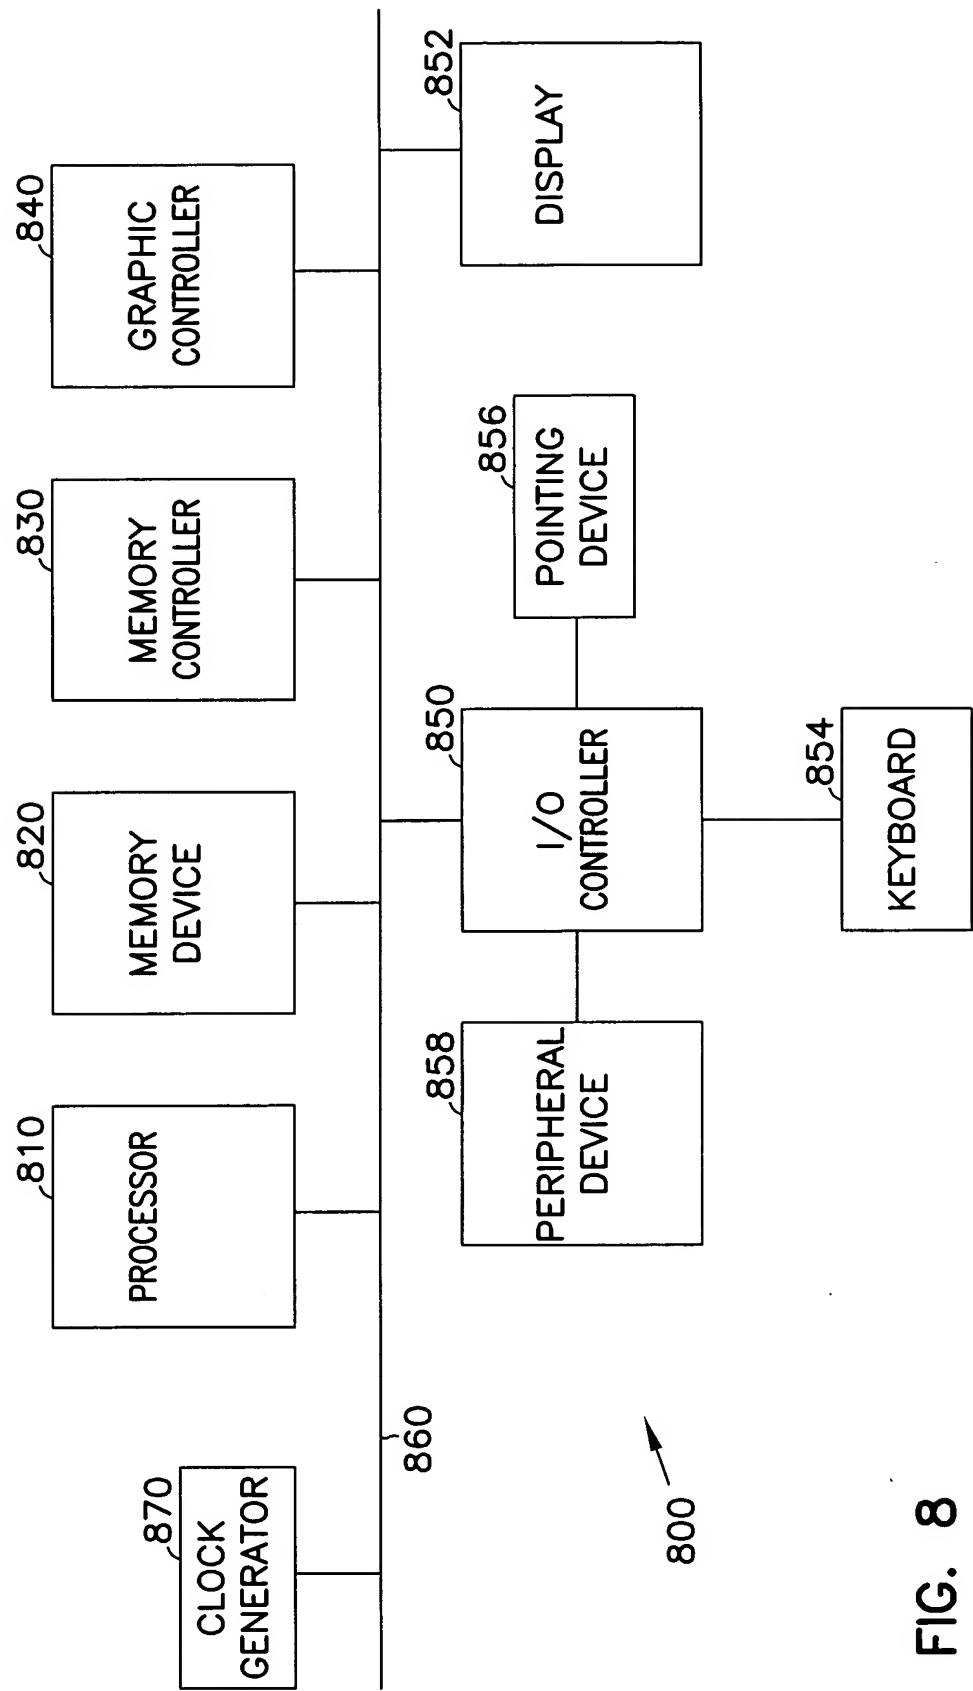 870
CLOCK
GENERATOR
810
PROCESSOR
820
MEMORY
DEVICE
830
MEMORY
CONTROLLER
840
GRAPHIC
CONTROLLER
860
858
PERIPHERAL
DEVICE
850
I/O
CONTROLLER
856
POINTING
DEVICE
852
DISPLAY
854
KEYBOARD
800
FIG. 8